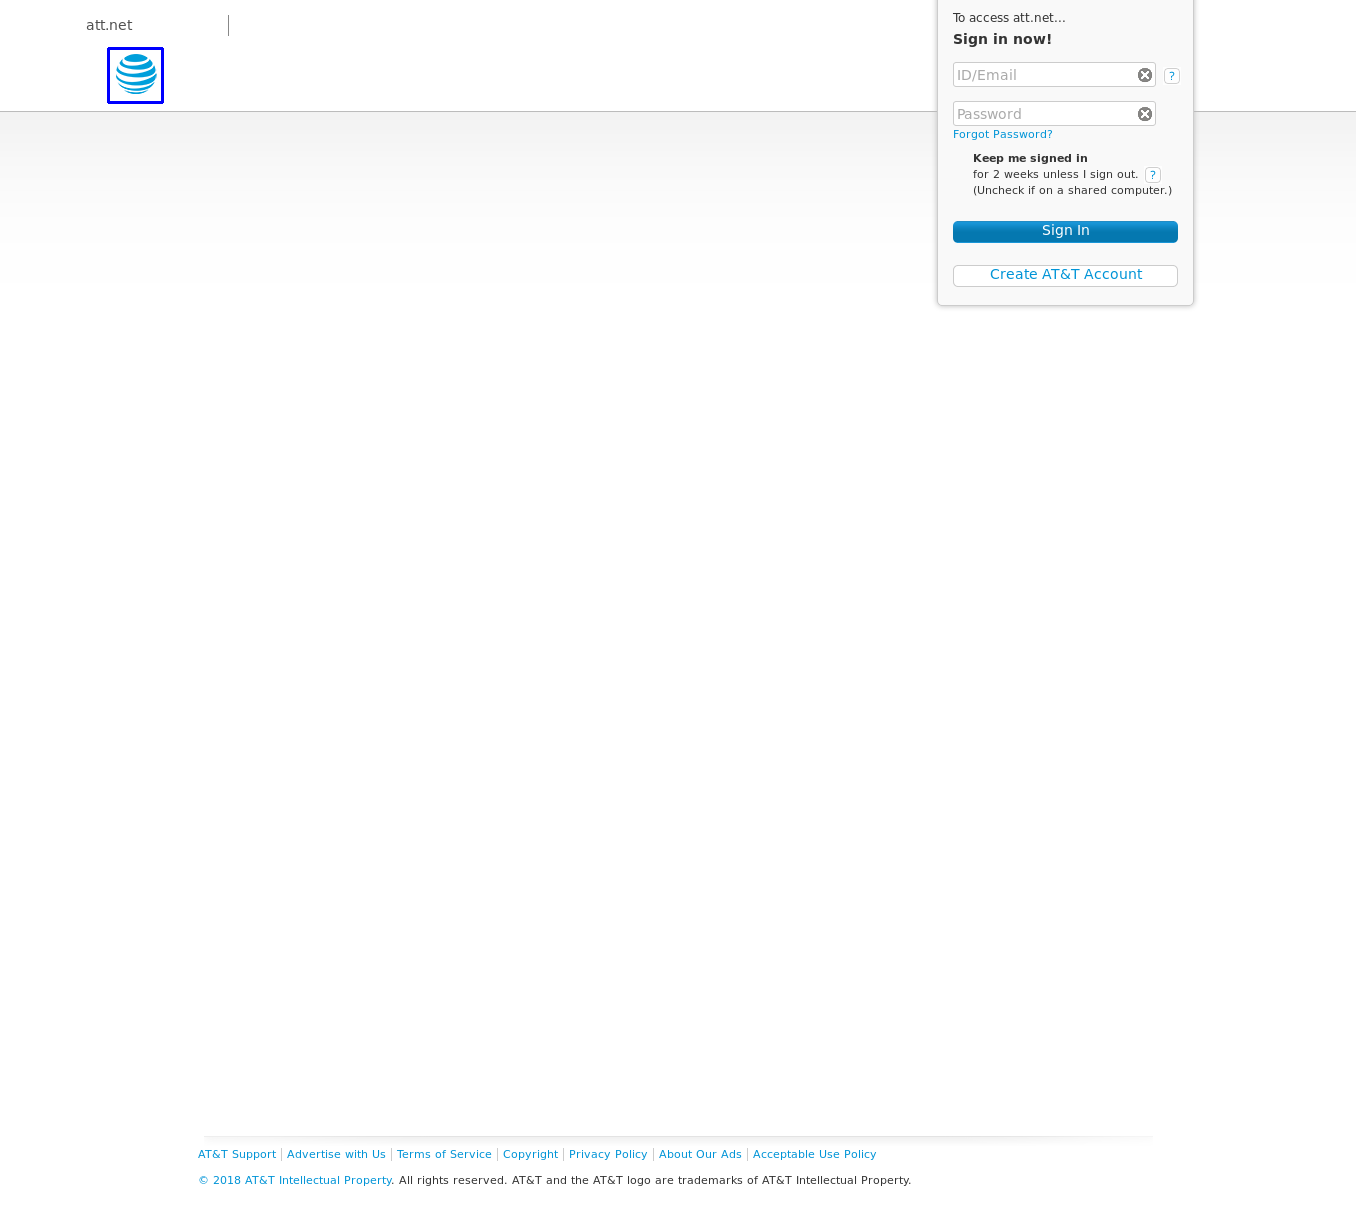 att.net
To access att.net...
Sign in now!
ID/Email
?
Password
Forgot Password?
Keep me signed in
for 2 weeks unless I sign out. ?
(Uncheck if on a shared computer.)
Sign In
Create AT&T Account
AT&T Support Advertise with Us Terms of Service Copyright Privacy Policy About Our Ads Acceptable Use Policy
© 2018 AT&T Intellectual Property. All rights reserved. AT&T and the AT&T logo are trademarks of AT&T Intellectual Property.